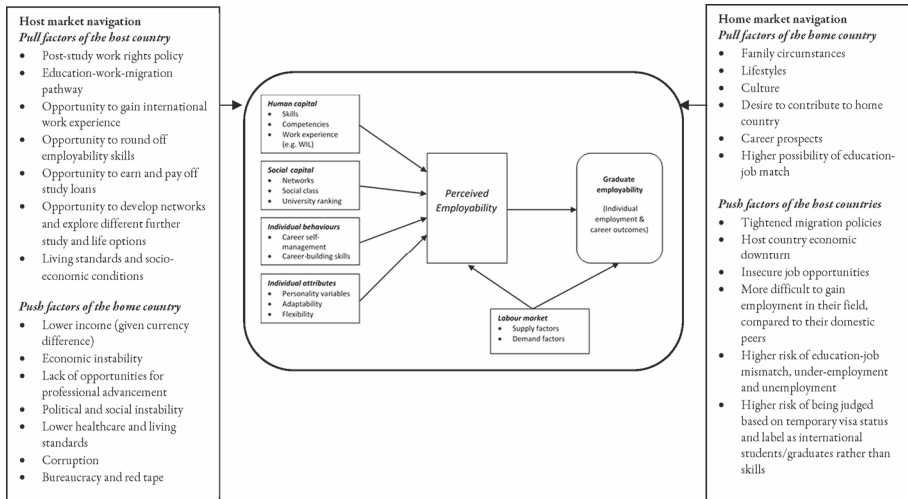 Host market navigation
Pull factors of the host country
• Post-study work rights policy
• Education-work-migration
pathway
• Opportunity to gain international
work experience
• Opportunity to round off
employability skills
• Opportunity to earn and pay off
study loans
• Opportunity to develop networks
and explore different further
study and life options
• Living standards and socio-
economic conditions
Push factors of the home country
• Lower income (given currency
difference)
• Economic instability
• Lack of opportunities for
professional advancement
• Political and social instability
• Lower healthcare and living
standards
• Corruption
• Bureaucracy and red tape
Human capital
• Skills
• Competencies
• Work experience
(e.g. WIL)
Social capital
• Networks
• Social class
• University ranking
Individual behaviours
• Career self-
management
• Career-building skills
Individual attributes
• Personality variables
• Adaptability
• Flexibility
Perceived
Employability
Graduate
employability
(Individual
employment &
career outcomes)
Labour market
• Supply factors
• Demand factors
Home market navigation
Pull factors of the home country
• Family circumstances
• Lifestyles
• Culture
• Desire to contribute to home
country
• Career prospects
• Higher possibility of education-
job match
Push factors of the host countries
• Tightened migration policies
• Host country economic
downturn
• Insecure job opportunities
• More difficult to gain
employment in their field,
compared to their domestic
peers
• Higher risk of education-job
mismatch, under-employment
and unemployment
• Higher risk of being judged
based on temporary visa status
and label as international
students/graduates rather than
skills